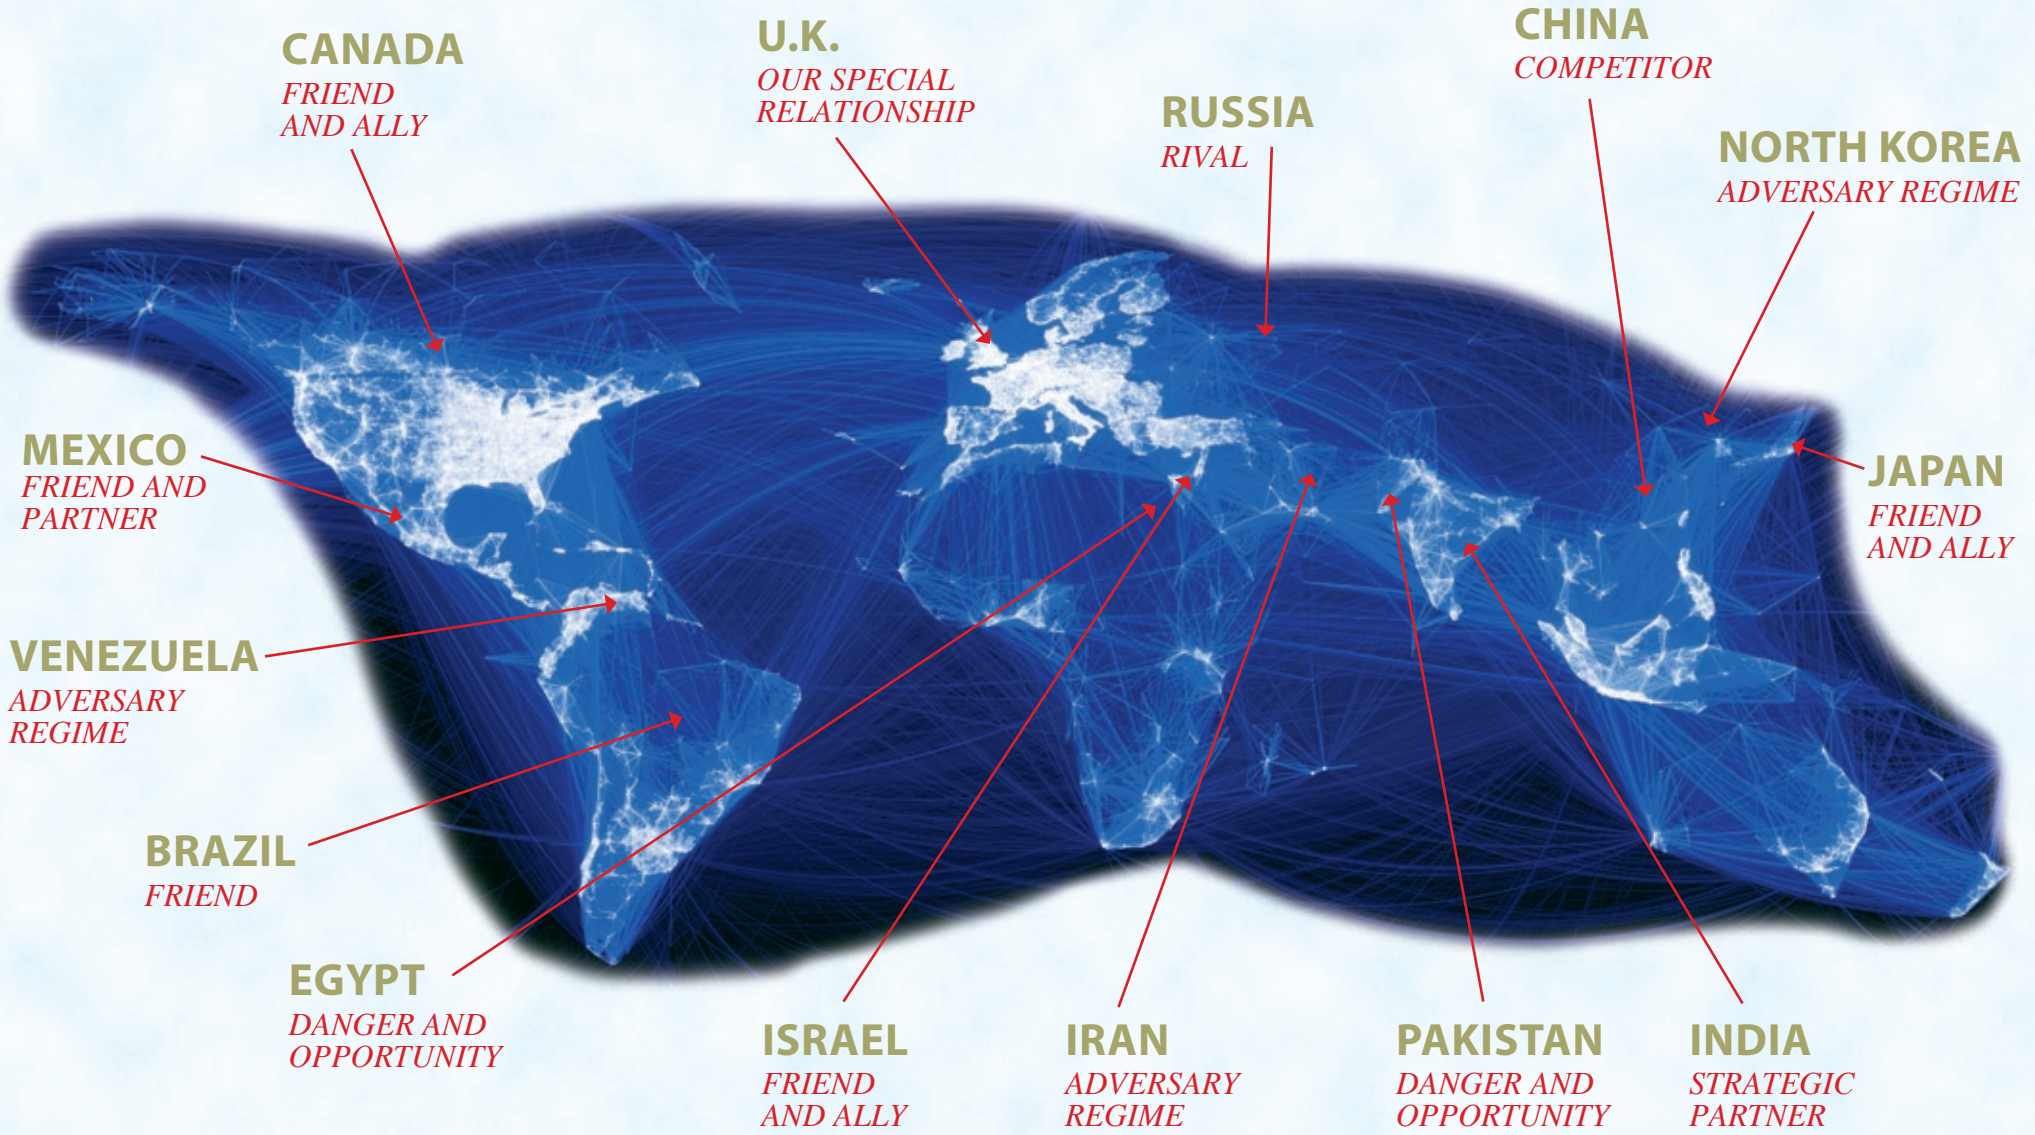 CANADA
FRIEND
AND ALLY
U.K.
OUR SPECIAL
RELATIONSHIP
RUSSIA
RIVAL
CHINA
COMPETITOR
NORTH KOREA
ADVERSARY REGIME
MEXICO
FRIEND AND
PARTNER
JAPAN
FRIEND
AND ALLY
VENEZUELA
ADVERSARY
REGIME
BRAZIL
FRIEND
EGYPT
DANGER AND
OPPORTUNITY
ISRAEL
FRIEND
AND ALLY
IRAN
ADVERSARY
REGIME
PAKISTAN
DANGER AND
OPPORTUNITY
INDIA
STRATEGIC
PARTNER